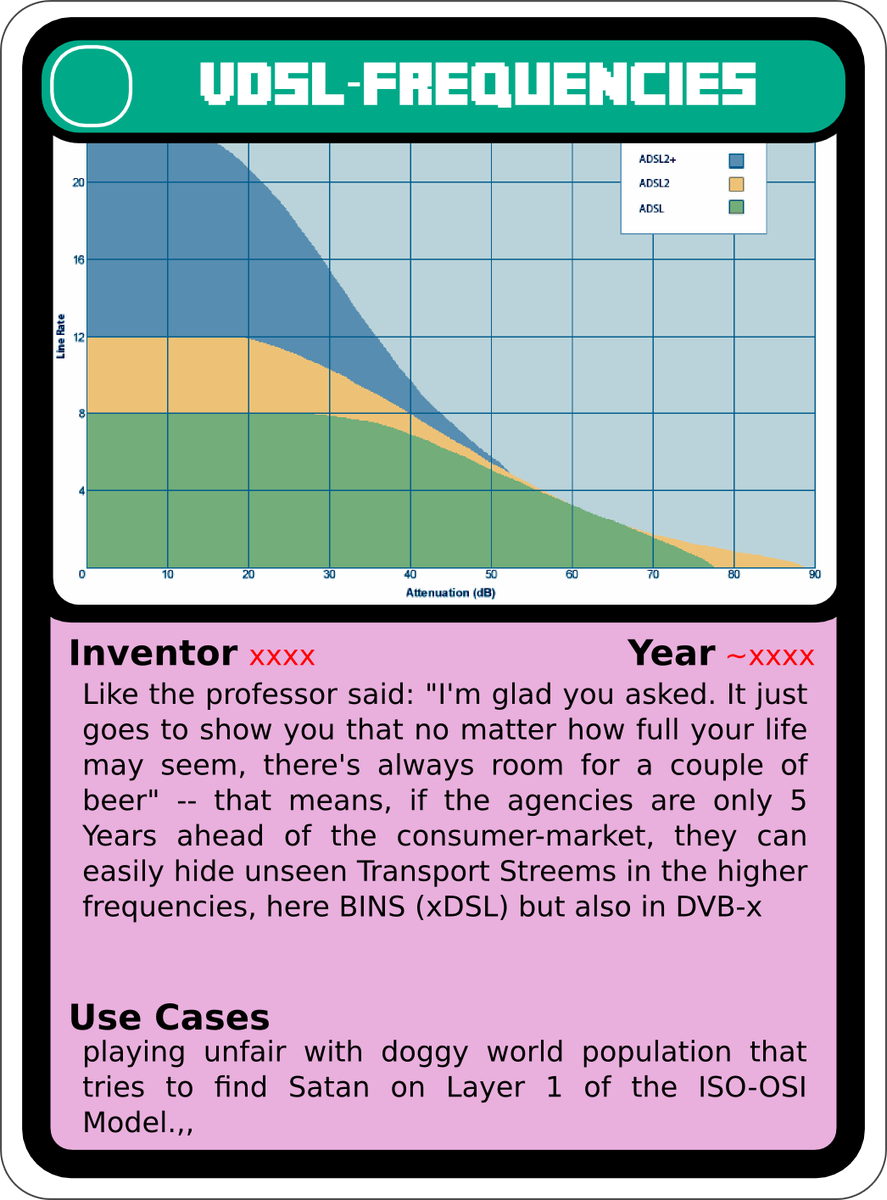 VDSL-FREQUENCIES
ADSL2+
ADSL2
ADSL
20
16
12
8
4
Line Rate
0 10 20 30 40 50 60 70 80 90
Attenuation (dB)
Inventor xxxx Year ~xxxx
Like the professor said: "I'm glad you asked. It just
goes to show you that no matter how full your life
may seem, there's always room for a couple of
beer" -- that means, if the agencies are only 5
Years ahead of the consumer-market, they can
easily hide unseen Transport Streems in the higher
frequencies, here BINS (xDSL) but also in DVB-x
Use Cases
playing unfair with doggy world population that
tries to find Satan on Layer 1 of the ISO-OSI
Model.,,